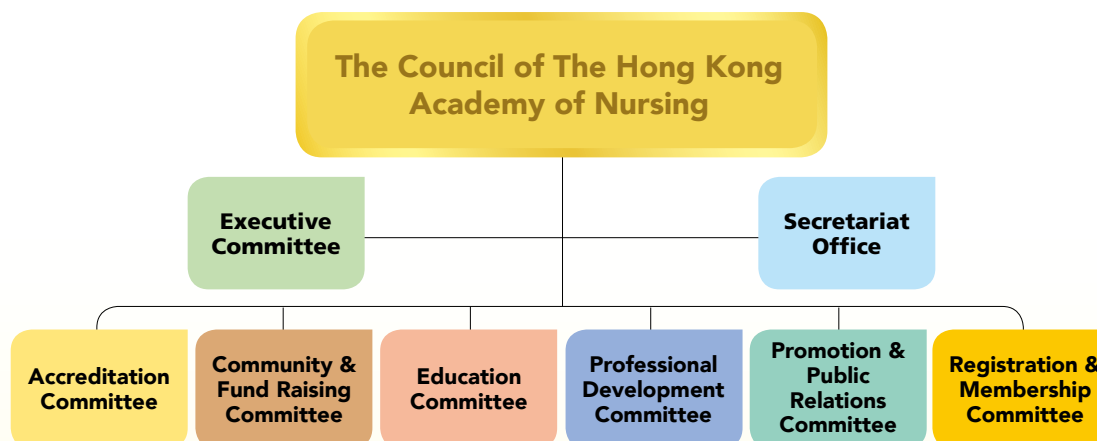 The Council of The Hong Kong
Academy of Nursing
Executive
Committee
Secretariat
Office
Accreditation
Committee
Community &
Fund Raising
Committee
Education
Committee
Professional
Development
Committee
Promotion &
Public
Relations
Committee
Registration &
Membership
Committee